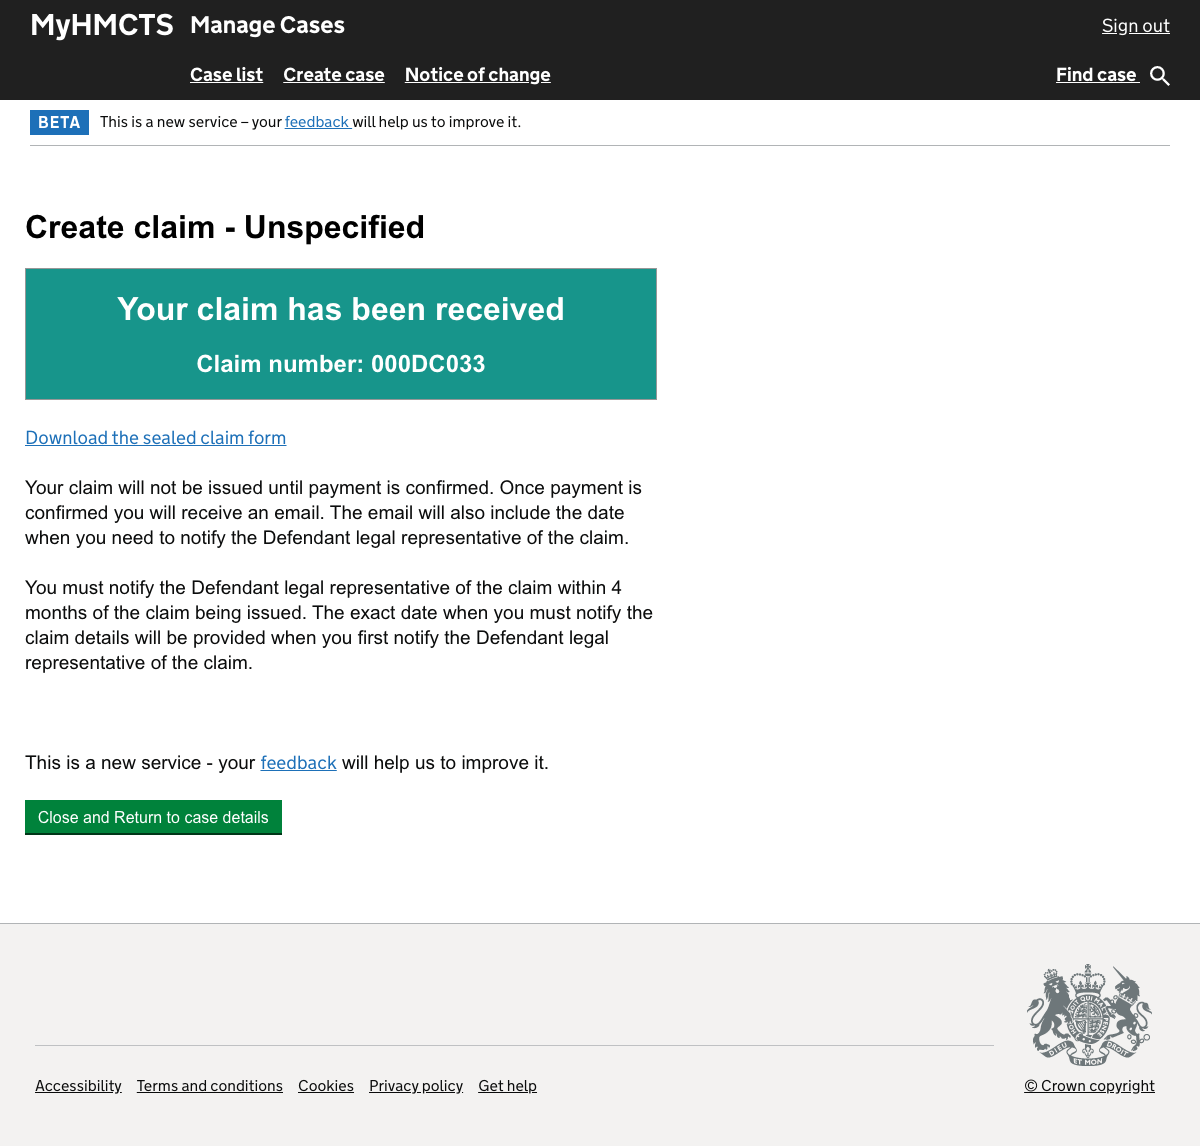 MyHMCTS Manage Cases Sign out
Case list Create case Notice of change Find case
BETA This is a new service – your feedback will help us to improve it.
Create claim - Unspecified
Your claim has been received
Claim number: 000DC033
Download the sealed claim form
Your claim will not be issued until payment is confirmed. Once payment is
confirmed you will receive an email. The email will also include the date
when you need to notify the Defendant legal representative of the claim.
You must notify the Defendant legal representative of the claim within 4
months of the claim being issued. The exact date when you must notify the
claim details will be provided when you first notify the Defendant legal
representative of the claim.
This is a new service - your feedback will help us to improve it.
Close and Return to case details
DIEU ET MON DROIT
Accessibility Terms and conditions Cookies Privacy policy Get help © Crown copyright